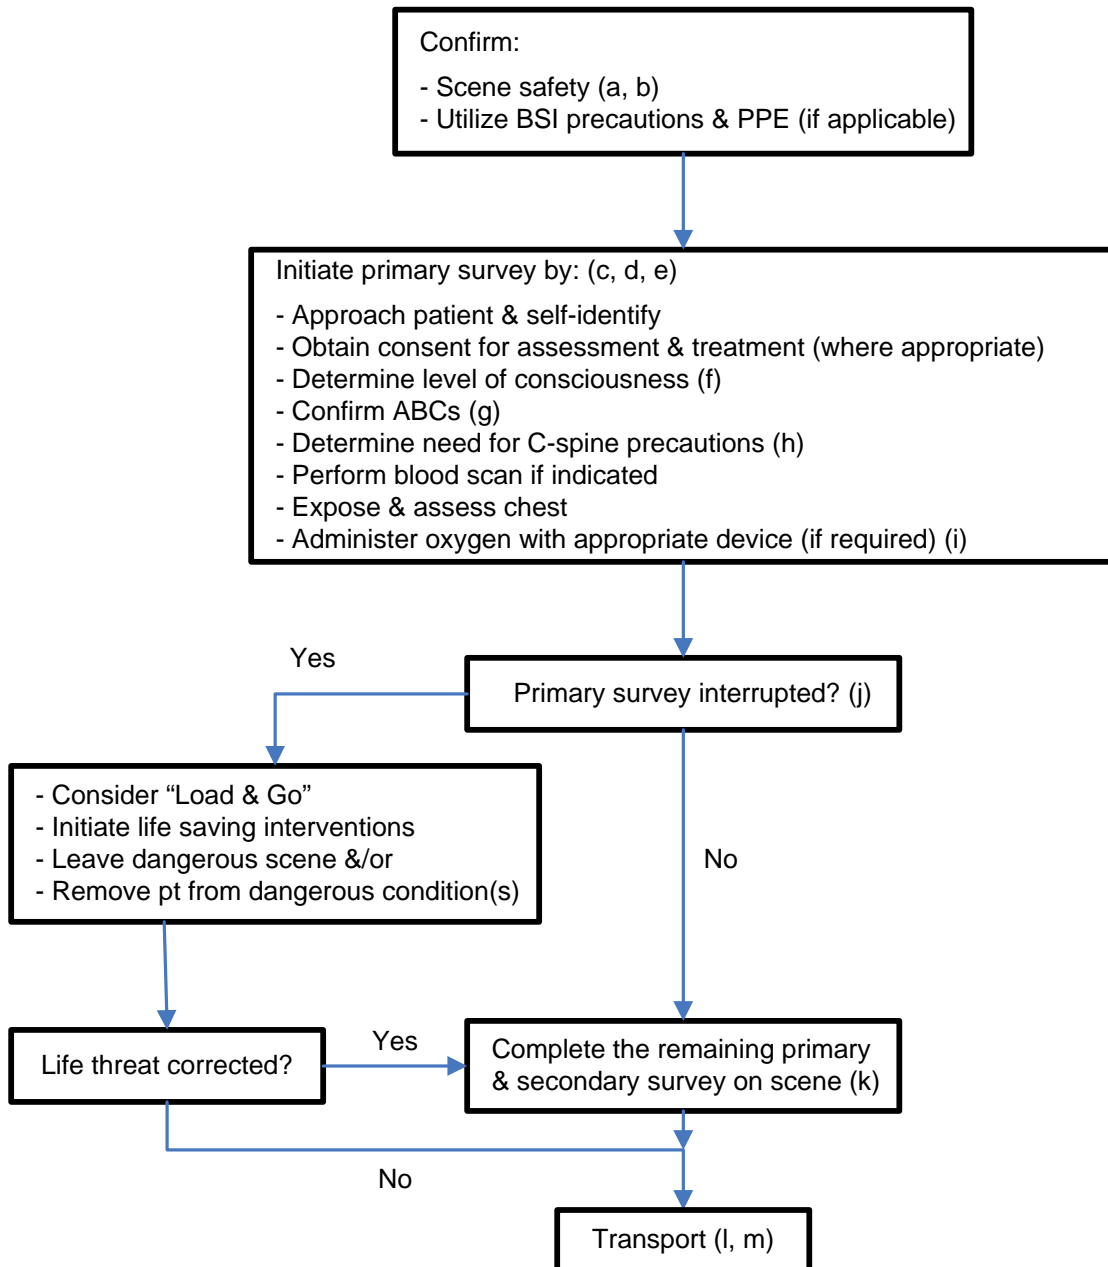 Confirm:
- Scene safety (a, b)
- Utilize BSI precautions & PPE (if applicable)
Initiate primary survey by: (c, d, e)
- Approach patient & self-identify
- Obtain consent for assessment & treatment (where appropriate)
- Determine level of consciousness (f)
- Confirm ABCs (g)
- Determine need for C-spine precautions (h)
- Perform blood scan if indicated
- Expose & assess chest
- Administer oxygen with appropriate device (if required) (i)
Yes
Primary survey interrupted? (j)
- Consider “Load & Go”
- Initiate life saving interventions
- Leave dangerous scene &/or
- Remove pt from dangerous condition(s)
No
Life threat corrected?
Yes
Complete the remaining primary
& secondary survey on scene (k)
No
Transport (l, m)